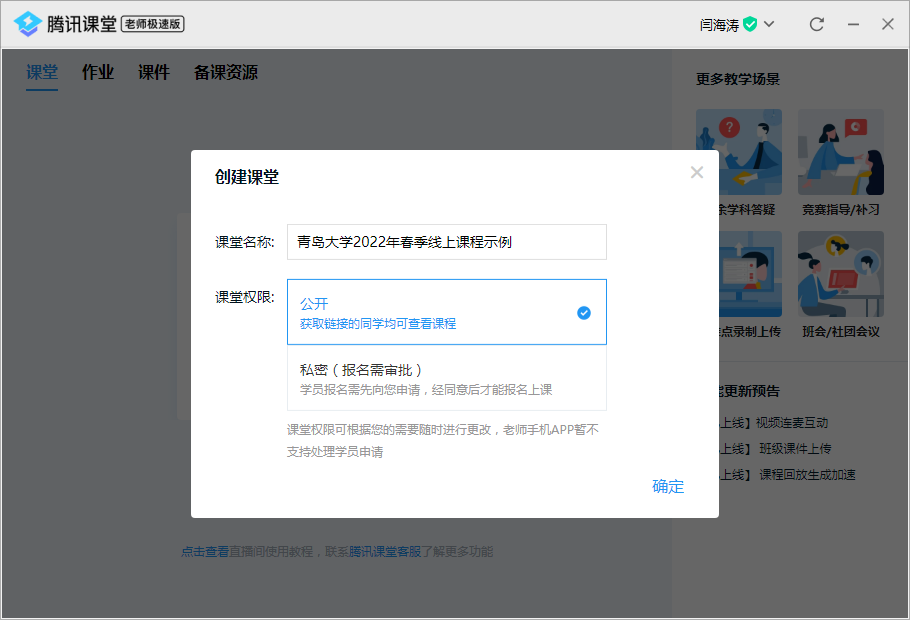 腾讯课堂 老师极速版
闫海涛
课堂 作业 课件 备课资源
更多教学场景
余学科答疑
竞赛指导/补习
点录制上传
班会/社团会议
更新预告
上线】视频连麦互动
上线】班级课件上传
上线】课程回放生成加速
创建课堂
课堂名称: 青岛大学2022年春季线上课程示例
课堂权限: 公开
获取链接的同学均可查看课程
私密(报名需审批)
学员报名需先向您申请,经同意后才能报名上课
课堂权限可根据您的需要随时进行更改,老师手机APP暂不
支持处理学员申请
确定
点击查看直播间使用教程,联系腾讯课堂客服了解更多功能